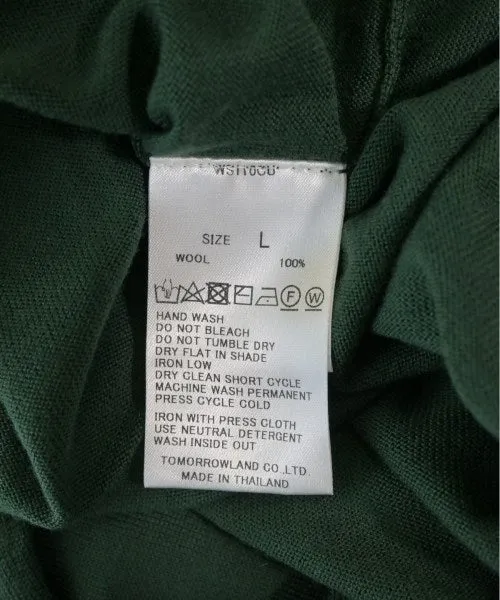 SIZE L
WOOL 100%
F W
HAND WASH
DO NOT BLEACH
DO NOT TUMBLE DRY
DRY FLAT IN SHADE
IRON LOW
DRY CLEAN SHORT CYCLE
MACHINE WASH PERMANENT
PRESS CYCLE COLD
IRON WITH PRESS CLOTH
USE NEUTRAL DETERGENT
WASH INSIDE OUT
TOMORROWLAND CO.,LTD.
MADE IN THAILAND